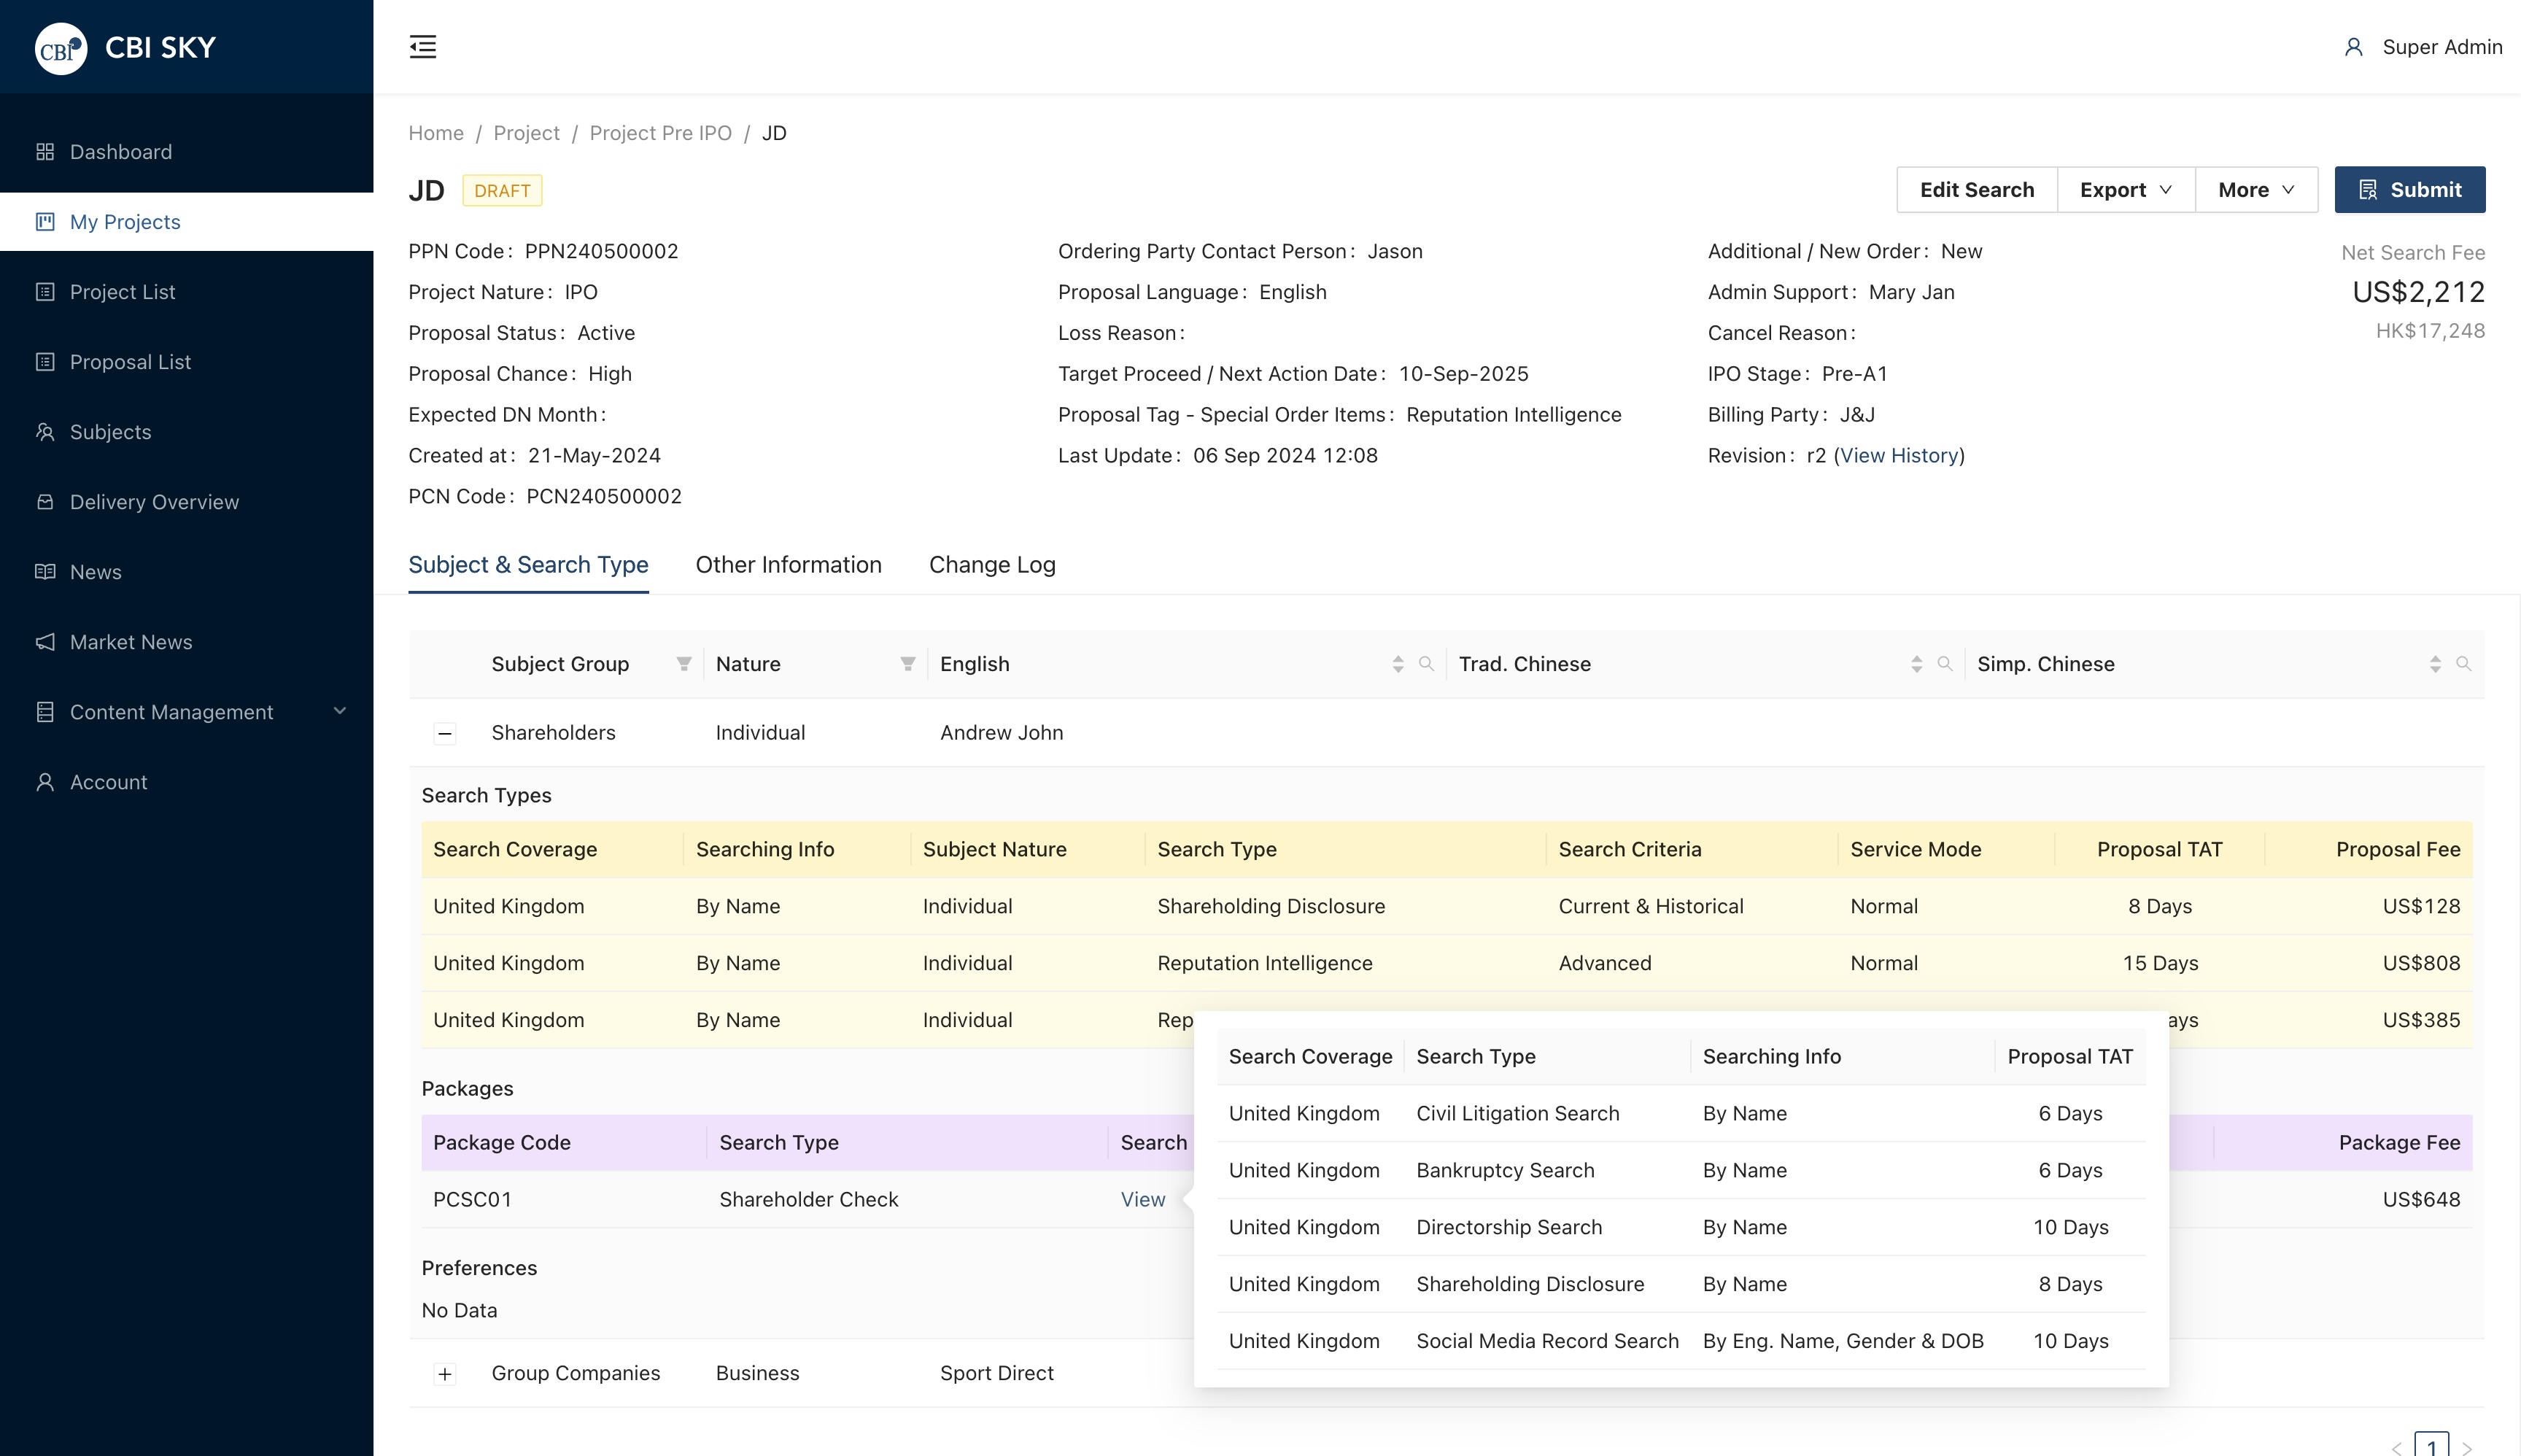 CBI CBI SKY
Super Admin
Dashboard
My Projects
Project List
Proposal List
Subjects
Delivery Overview
News
Market News
Content Management
Account
Home / Project / Project Pre IPO / JD
JD DRAFT
Edit Search Export More Submit
PPN Code: PPN240500002
Ordering Party Contact Person: Jason
Additional / New Order: New
Net Search Fee
US$2,212
HK$17,248
Project Nature: IPO
Proposal Language: English
Admin Support: Mary Jan
Proposal Status: Active
Loss Reason:
Cancel Reason:
Proposal Chance: High
Target Proceed / Next Action Date: 10-Sep-2025
IPO Stage: Pre-A1
Expected DN Month:
Proposal Tag - Special Order Items: Reputation Intelligence
Billing Party: J&J
Created at: 21-May-2024
Last Update: 06 Sep 2024 12:08
Revision: r2 (View History)
PCN Code: PCN240500002
Subject & Search Type Other Information Change Log
Subject Group Nature English Trad. Chinese Simp. Chinese
Shareholders Individual Andrew John
Search Types
Search Coverage Searching Info Subject Nature Search Type Search Criteria Service Mode Proposal TAT Proposal Fee
United Kingdom By Name Individual Shareholding Disclosure Current & Historical Normal 8 Days US$128
United Kingdom By Name Individual Reputation Intelligence Advanced Normal 15 Days US$808
United Kingdom By Name Individual Rep ays US$385
Packages
Package Code Search Type Search Package Fee
PCSC01 Shareholder Check View US$648
Preferences
No Data
Group Companies Business Sport Direct
Search Coverage Search Type Searching Info Proposal TAT
United Kingdom Civil Litigation Search By Name 6 Days
United Kingdom Bankruptcy Search By Name 6 Days
United Kingdom Directorship Search By Name 10 Days
United Kingdom Shareholding Disclosure By Name 8 Days
United Kingdom Social Media Record Search By Eng. Name, Gender & DOB 10 Days
1